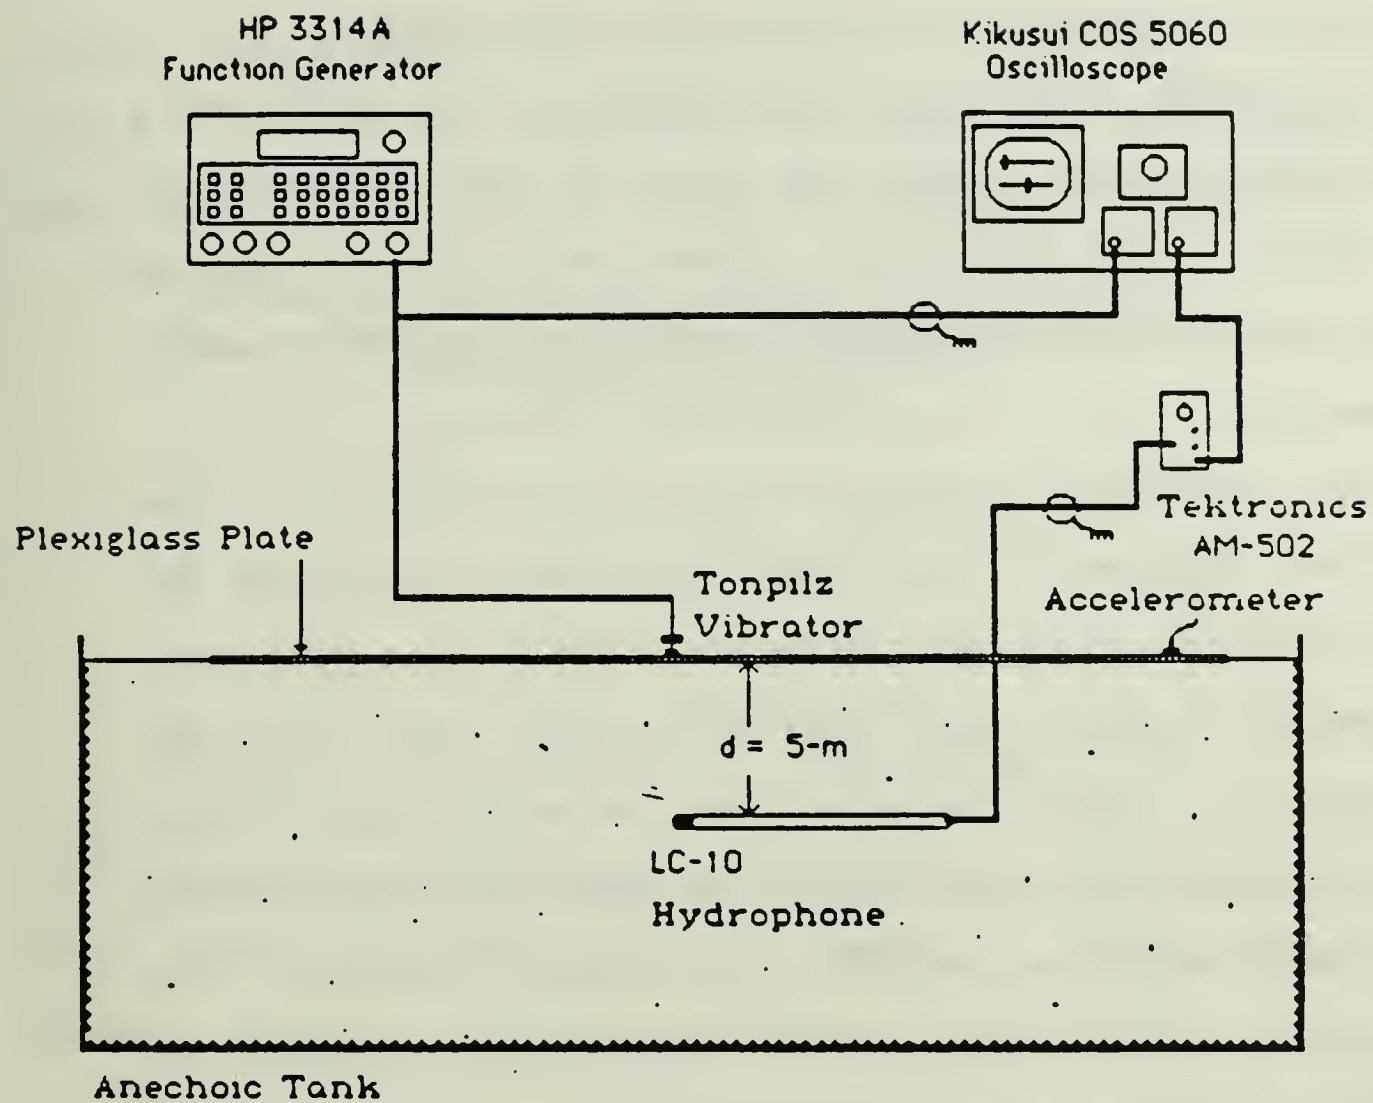 HP 3314A
Function Generator
Kikusui COS 5060
Oscilloscope
Plexiglass Plate
Tektronics
AM-502
Tonpilz
Vibrator
Accelerometer
d = 5-m
LC-10
Hydrophone
Anechoic Tank